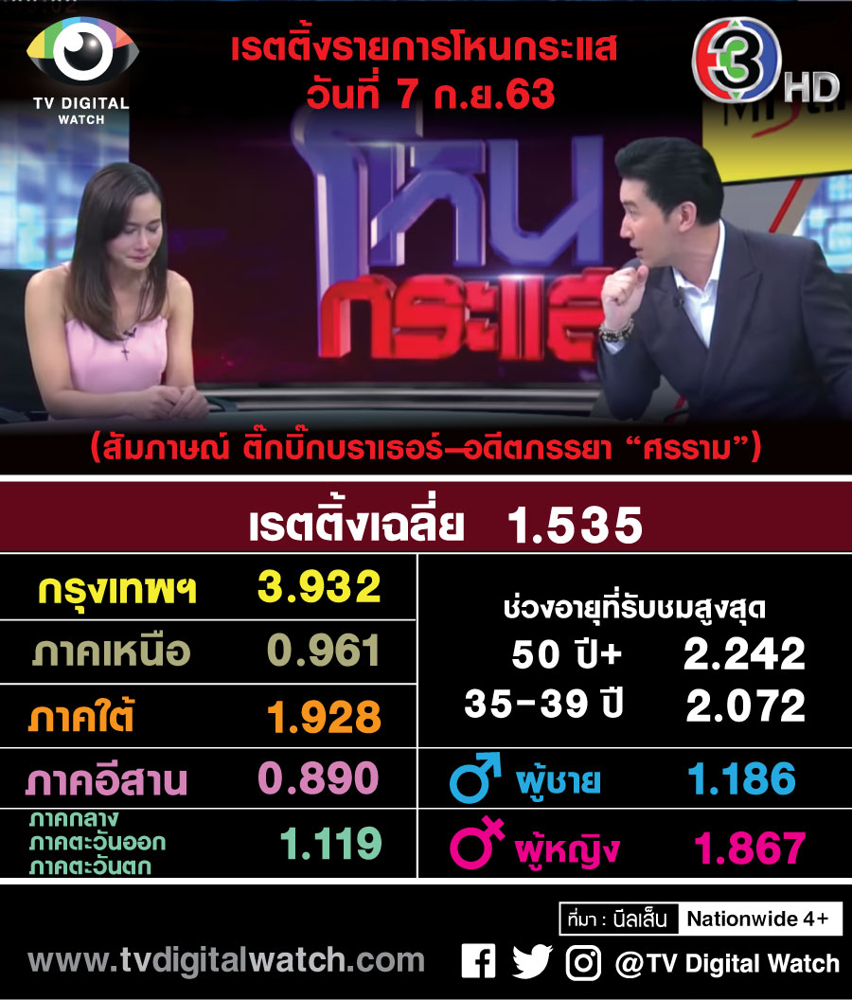 TV DIGITAL
WATCH
เรตติ้งรายการโหนกระแส
วันที่ 7 ก.ย.63
3 HD
โหน
กระแส
(สัมภาษณ์ ติ๊กบิ๊กบราเธอร์–อดีตภรรยา “ศรราม”)
เรตติ้งเฉลี่ย 1.535
กรุงเทพฯ 3.932
ภาคเหนือ 0.961
ภาคใต้ 1.928
ภาคอีสาน 0.890
ภาคกลาง
ภาคตะวันออก
ภาคตะวันตก
1.119
ช่วงอายุที่รับชมสูงสุด
50 ปี+ 2.242
35-39 ปี 2.072
ผู้ชาย 1.186
ผู้หญิง 1.867
ที่มา : นีลเส็น Nationwide 4+
www.tvdigitalwatch.com
@TV Digital Watch